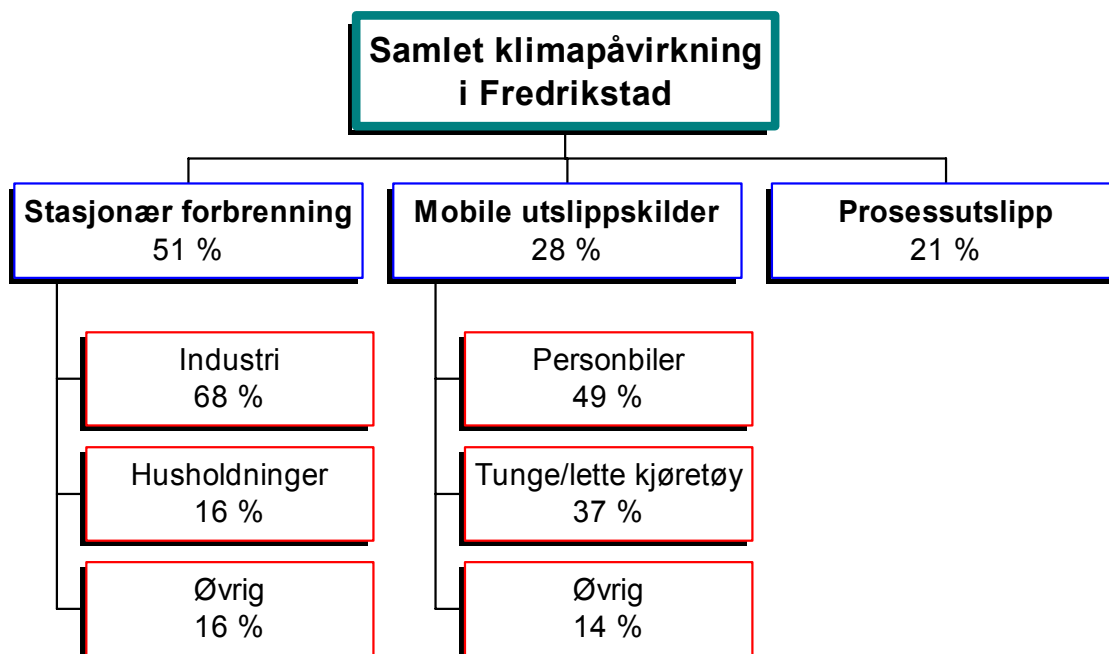 Samlet klimapåvirkning
i Fredrikstad
Stasjonær forbrenning
51 %
Mobile utslippskilder
28 %
Prosessutslipp
21 %
Industri
68 %
Husholdninger
16 %
Øvrig
16 %
Personbiler
49 %
Tunge/lette kjøretøy
37 %
Øvrig
14 %